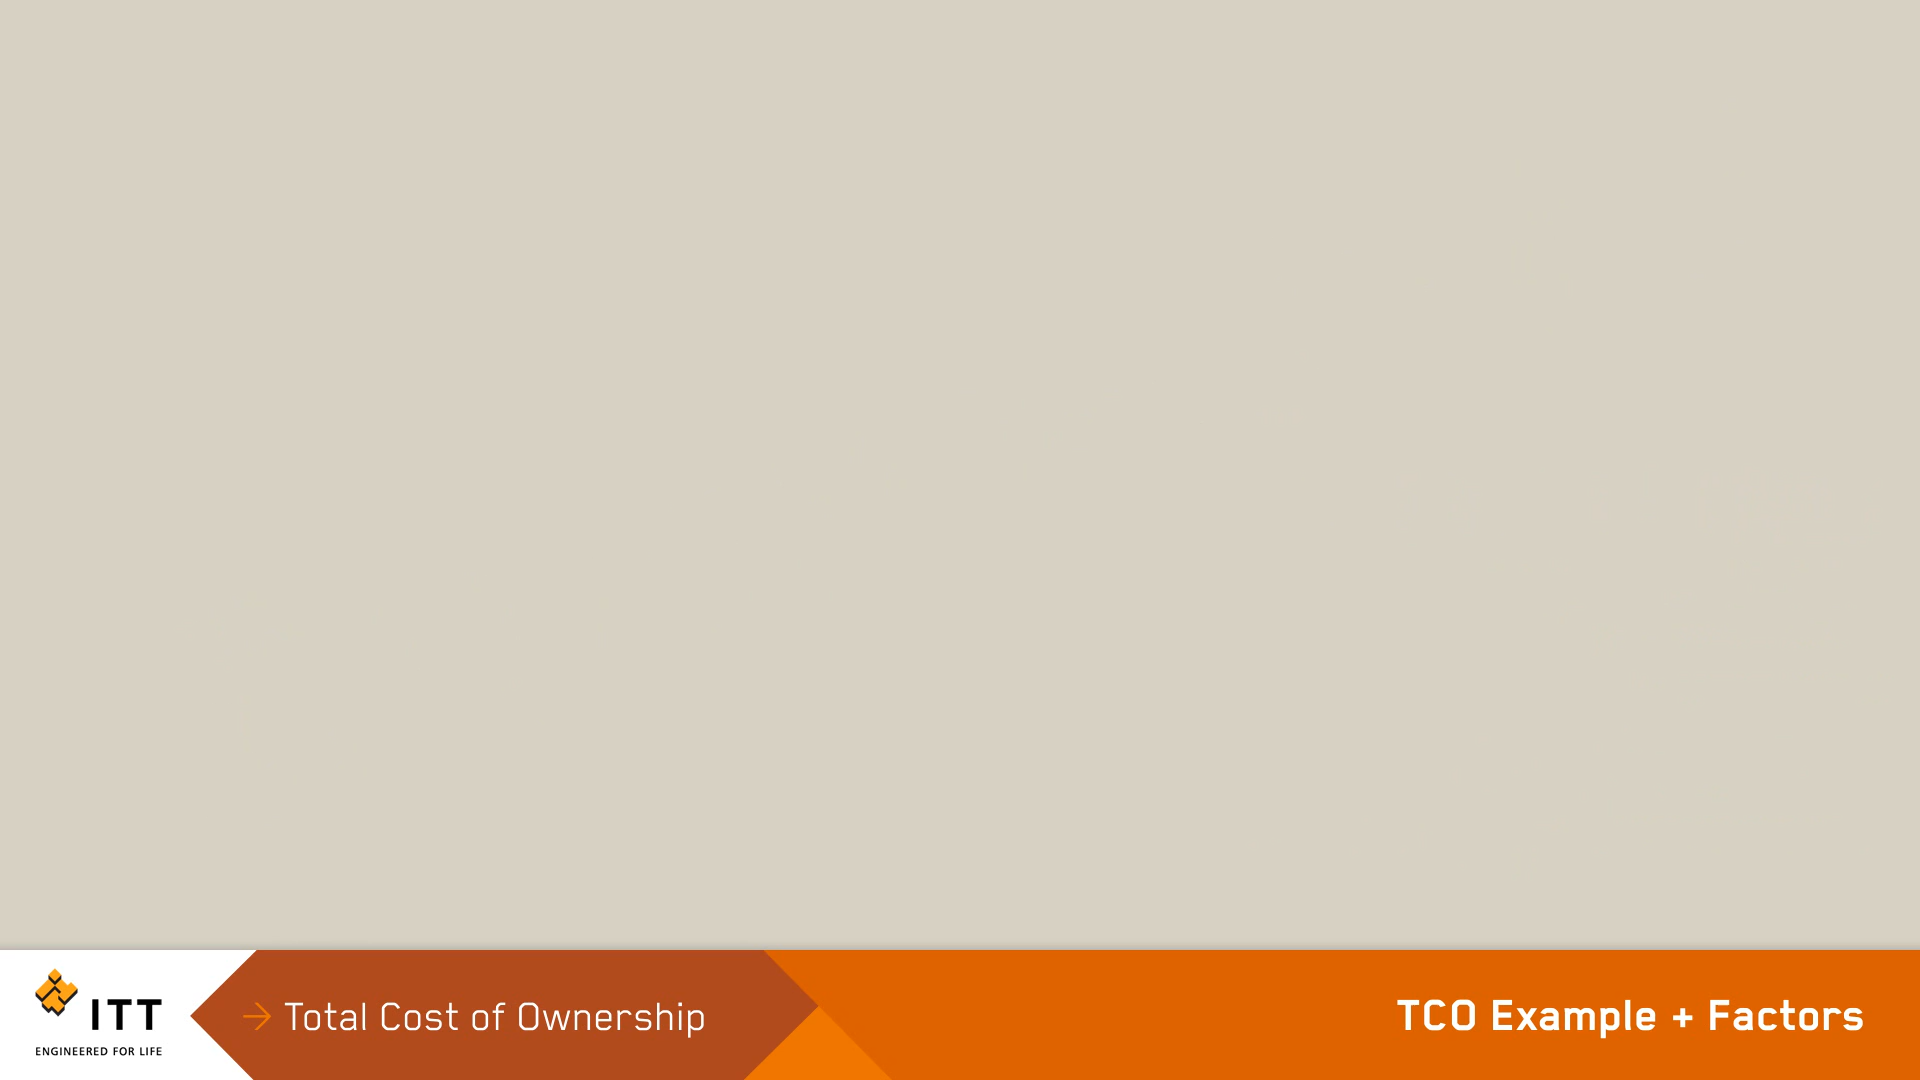 ITT
ENGINEERED FOR LIFE
→ Total Cost of Ownership
TCO Example + Factors